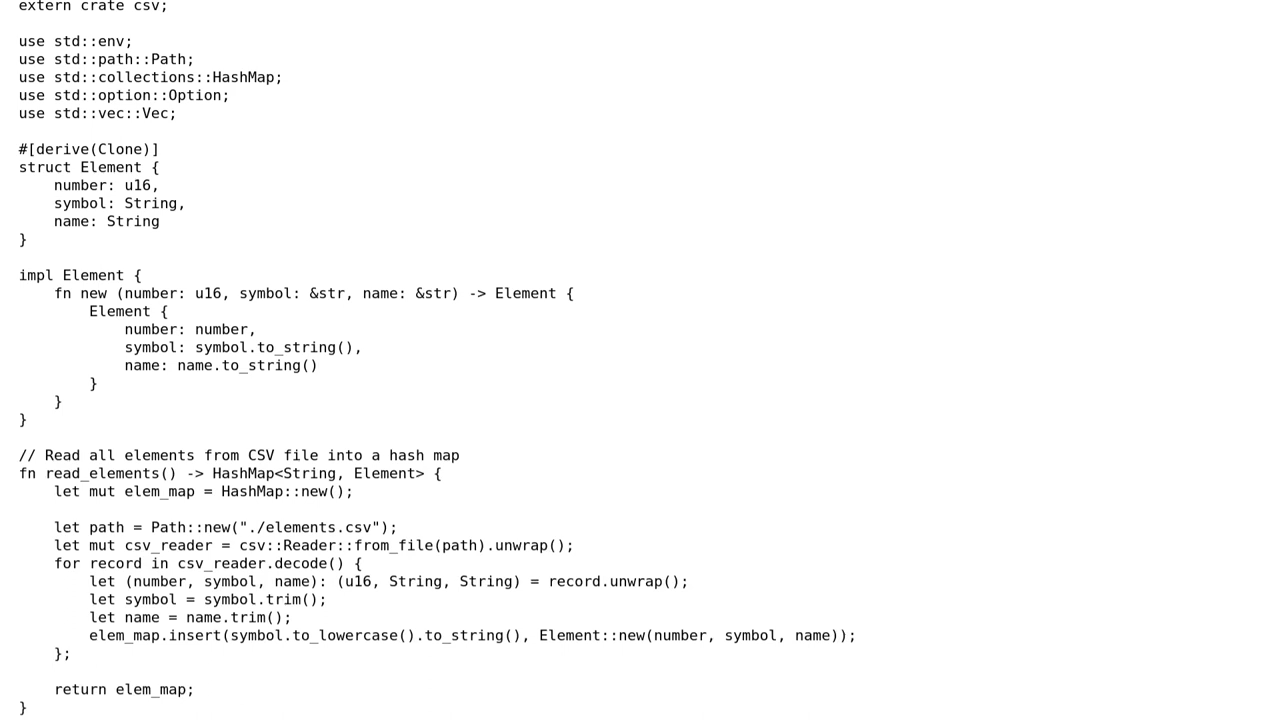 extern crate csv;

use std::env;
use std::path::Path;
use std::collections::HashMap;
use std::option::Option;
use std::vec::Vec;

#[derive(Clone)]
struct Element {
    number: u16,
    symbol: String,
    name: String
}

impl Element {
    fn new (number: u16, symbol: &str, name: &str) -> Element {
        Element {
            number: number,
            symbol: symbol.to_string(),
            name: name.to_string()
        }
    }
}

// Read all elements from CSV file into a hash map
fn read_elements() -> HashMap<String, Element> {
    let mut elem_map = HashMap::new();

    let path = Path::new("./elements.csv");
    let mut csv_reader = csv::Reader::from_file(path).unwrap();
    for record in csv_reader.decode() {
        let (number, symbol, name): (u16, String, String) = record.unwrap();
        let symbol = symbol.trim();
        let name = name.trim();
        elem_map.insert(symbol.to_lowercase().to_string(), Element::new(number, symbol, name));
    };

    return elem_map;
}